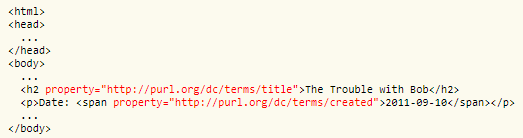 <html>
<head>
...
</head>
<body>
...
<h2 property="http://purl.org/dc/terms/title">The Trouble with Bob</h2>
<p>Date: <span property="http://purl.org/dc/terms/created">2011-09-10</span></p>
...
</body>